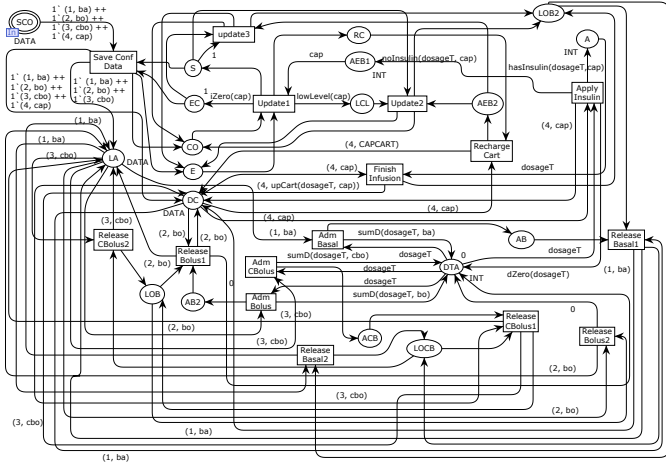 SCO
In
DATA
1` (1, ba) ++
1`(2, bo) ++
1`(3, cbo) ++
1`(4, cap)
Save Conf
Data
1` (1, ba) ++
1`(2, bo) ++
1`(3, cbo) ++
1`(4, cap)
1` (1, ba) ++
1`(2, bo) ++
1`(3, cbo)
update3
1
S
EC
iZero(cap)
Update1
lowLevel(cap)
LCL
Update2
RC
cap
AEB1
INT
noInsulin(dosageT,cap)
AEB2
LOB2
A
INT
hasInsulin(dosageT,cap)
Apply
Insulin
(4, cap)
CO
E
(4, CAPCART)
Recharge
Cart
dosageT
(1, ba)
(1, ba)
(3, cbo)
LA
DATA
(4, cap)
Finish
Infusion
(4, upCart(dosageT, cap))
DC
DATA
(4, cap)
(4, cap)
(3, cbo)
Release
CBolus2
(2, bo)
(2, bo)
Release
Bolus1
(2, bo)
0
LOB
AB2
(2, bo)
(1, ba)
Adm
Basal
sumD(dosageT, ba)
AB
Release
Basal1
sumD(dosageT, cbo)
dosageT
0
dosageT
Adm
CBolus
dosageT
DTA
INT
dZero(dosageT)
(1, ba)
dosageT
Adm
Bolus
sumD(dosageT, bo)
(3, cbo)
(3, cbo)
ACB
LOCB
Release
CBolus1
0
Release
Bolus2
Release
Basal2
(2, bo)
(3, cbo)
(2, bo)
(3, cbo)
(1, ba)
(1, ba)